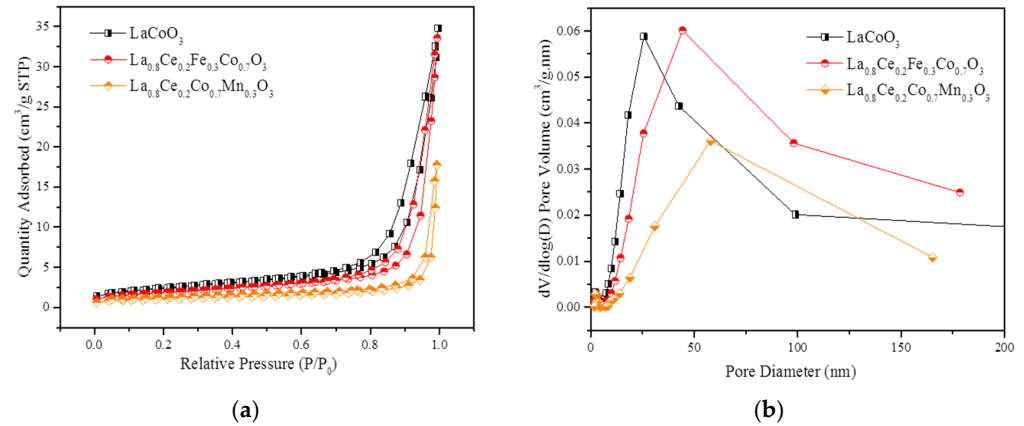 (a)
LaCoO3
La0.8Ce0.2Fe0.3Co0.7O3
La0.8Ce0.2Co0.7Mn0.3O3
Quantity Adsorbed (cm3/g STP)
35
30
25
20
15
10
5
0
0.0 0.2 0.4 0.6 0.8 1.0
Relative Pressure (P/P0)
(a)
(b)
LaCoO3
La0.8Ce0.2Fe0.3Co0.7O3
La0.8Ce0.2Co0.7Mn0.3O3
dV/dlog(D) Pore Volume (cm3/g.nm)
0.06
0.05
0.04
0.03
0.02
0.01
0.00
0 50 100 150 200
Pore Diameter (nm)
(b)